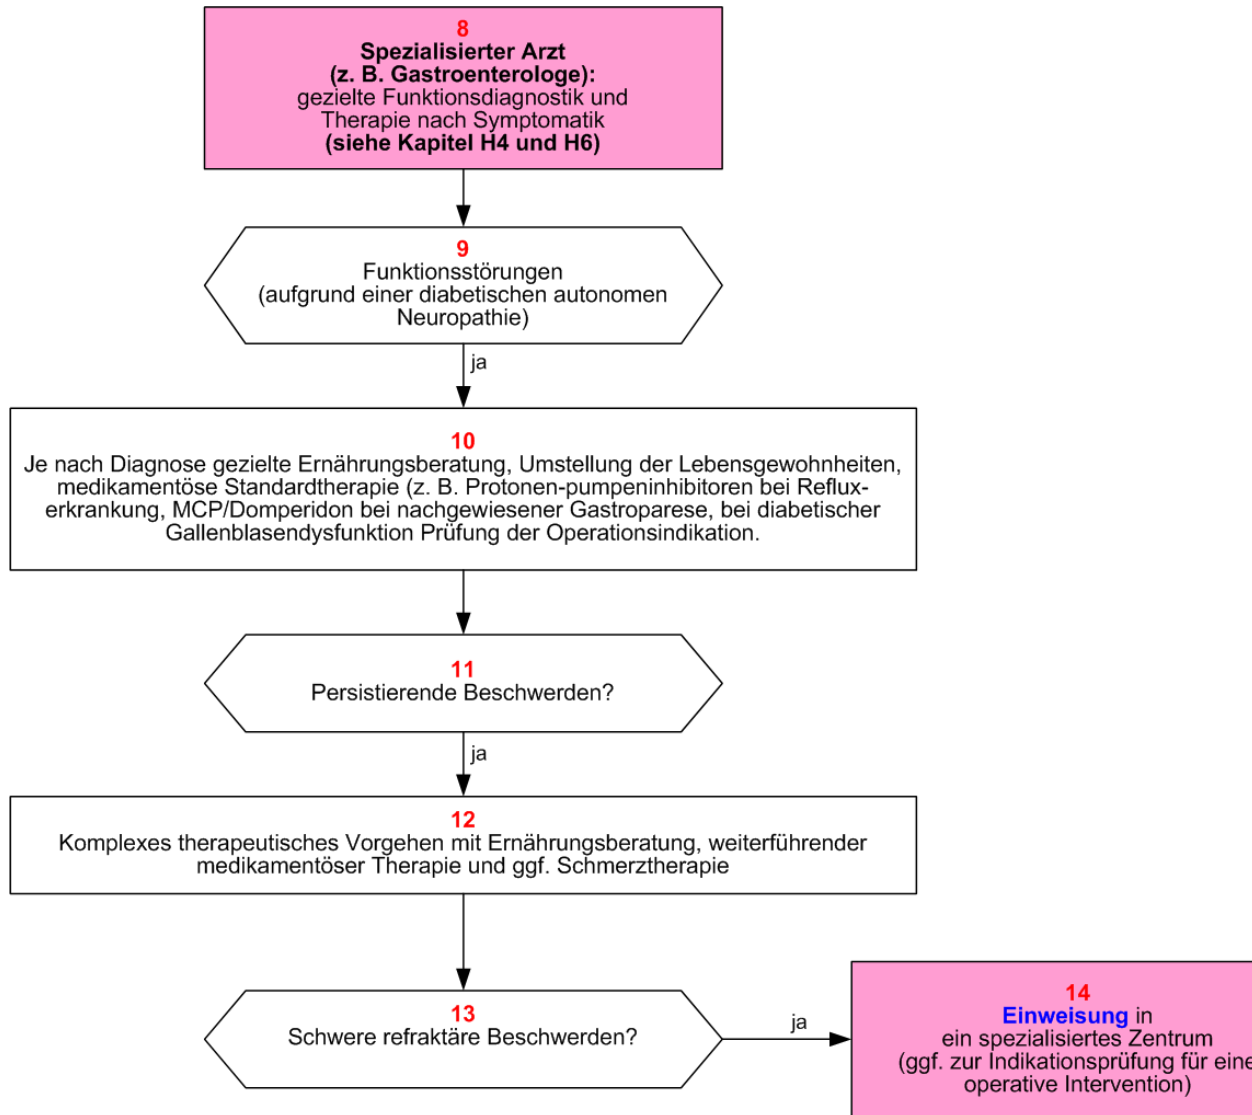 8
Spezialisierter Arzt
(z. B. Gastroenterologe):
gezielte Funktionsdiagnostik und
Therapie nach Symptomatik
(siehe Kapitel H4 und H6)
9
Funktionsstörungen
(aufgrund einer diabetischen autonomen
Neuropathie)
ja
10
Je nach Diagnose gezielte Ernährungsberatung, Umstellung der Lebensgewohnheiten,
medikamentöse Standardtherapie (z. B. Protonen-pumpeninhibitoren bei Reflux-
erkrankung, MCP/Domperidon bei nachgewiesener Gastroparese, bei diabetischer
Gallenblasendysfunktion Prüfung der Operationsindikation.
11
Persistierende Beschwerden?
ja
12
Komplexes therapeutisches Vorgehen mit Ernährungsberatung, weiterführender
medikamentöser Therapie und ggf. Schmerztherapie
13
Schwere refraktäre Beschwerden?
ja
14
Einweisung in
ein spezialisiertes Zentrum
(ggf. zur Indikationsprüfung für eine
operative Intervention)